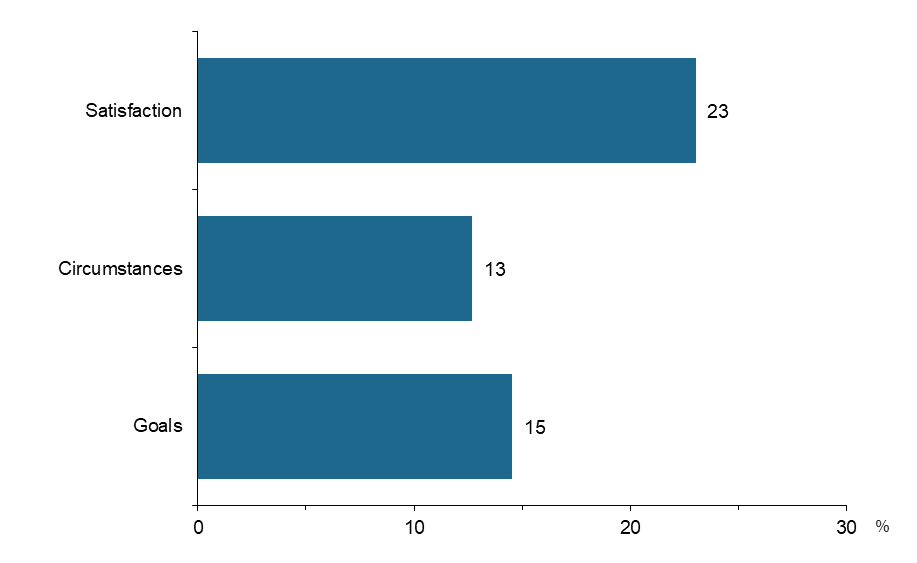 Satisfaction
23
Circumstances
13
Goals
15
0 10 20 30 %